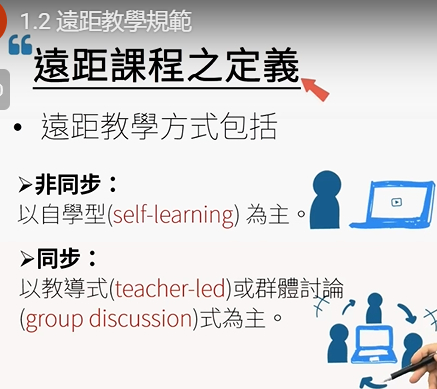 1.2 遠距教學規範
遠距課程之定義
• 遠距教學方式包括
➢非同步：
以自學型(self-learning) 為主。
➢同步：
以教導式(teacher-led)或群體討論
(group discussion)式為主。